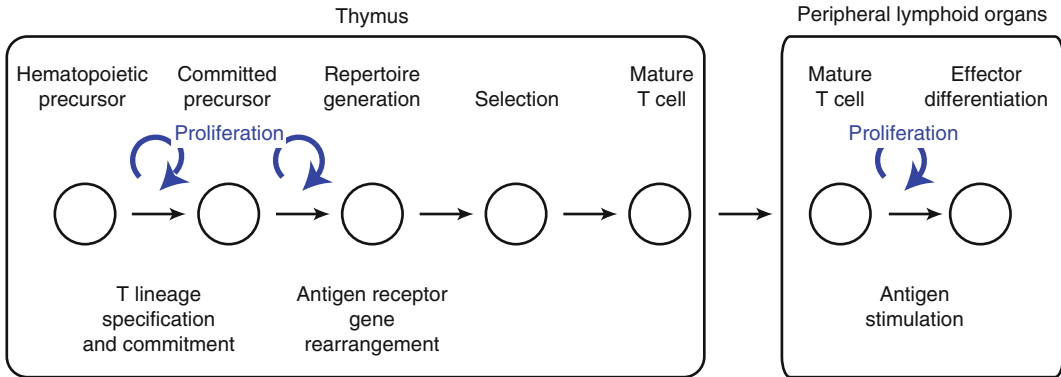 Thymus
Peripheral lymphoid organs
Hematopoietic
precursor
Committed
precursor
Repertoire
generation
Selection
Mature
T cell
Mature
T cell
Effector
differentiation
Proliferation
Proliferation
T lineage
specification
and commitment
Antigen receptor
gene
rearrangement
Antigen
stimulation